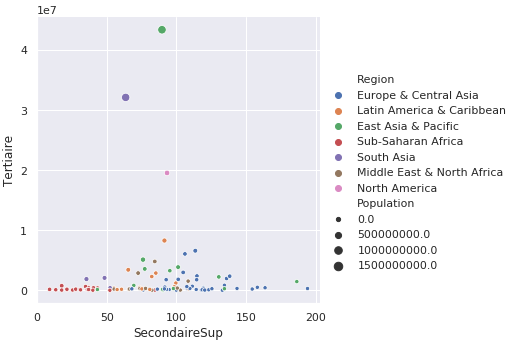 1e7
4
3
2
1
0
Tertiaire
0 50 100 150 200
SecondaireSup
Region
Europe & Central Asia
Latin America & Caribbean
East Asia & Pacific
Sub-Saharan Africa
South Asia
Middle East & North Africa
North America
Population
0.0
500000000.0
1000000000.0
1500000000.0